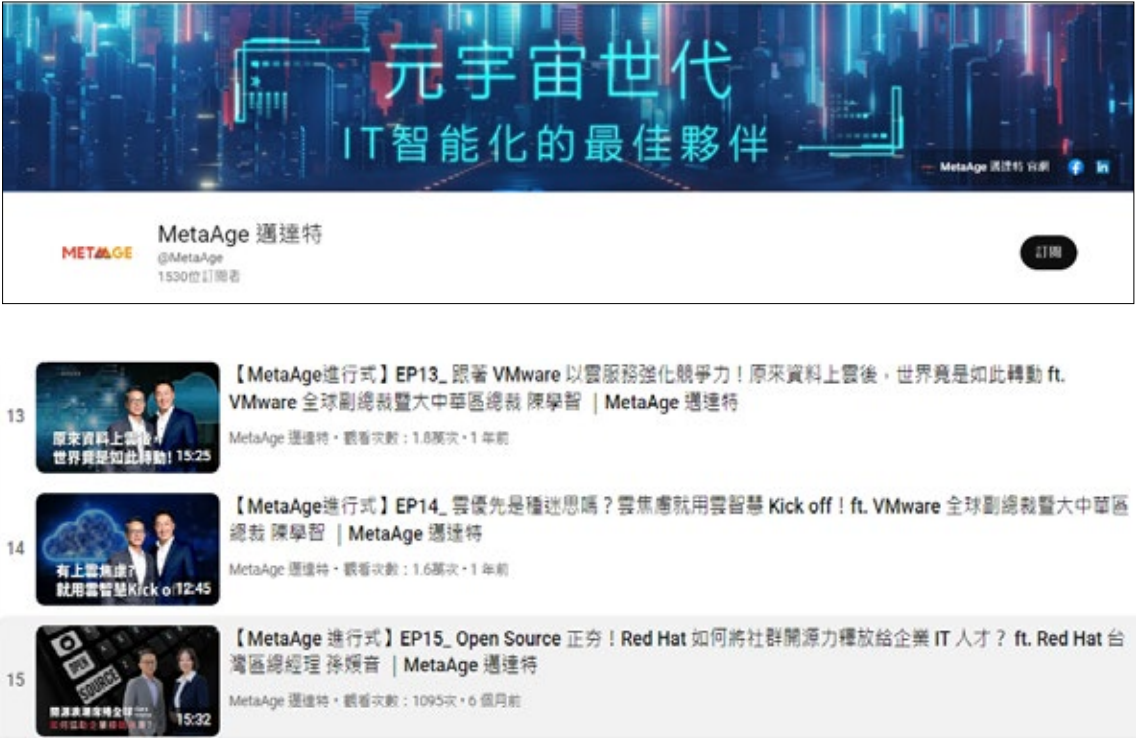 元宇宙世代
IT智能化的最佳夥伴
MetaAge 邁達特 官網
METAAGE
MetaAge 邁達特
@MetaAge
1530位訂閱者
訂閱
13
原來資料上雲後，
世界竟是如此轉動!
15:25
【MetaAge進行式】EP13_ 跟著 VMware 以雲服務強化競爭力！原來資料上雲後，世界竟是如此轉動 ft.
VMware 全球副總裁暨大中華區總裁 陳學智 ｜MetaAge 邁達特
MetaAge 邁達特・觀看次數：1.8萬次・1 年前
14
有上雲焦慮?
就用雲智慧Kick of
12:45
【MetaAge進行式】EP14_ 雲優先是種迷思嗎？雲焦慮就用雲智慧 Kick off！ft. VMware 全球副總裁暨大中華區
總裁 陳學智 ｜MetaAge 邁達特
MetaAge 邁達特・觀看次數：1.6萬次・1 年前
15
OPEN
SOURCE
開源浪潮席捲全球
15:32
【MetaAge 進行式】EP15_ Open Source 正夯！Red Hat 如何將社群開源力釋放給企業 IT 人才？ ft. Red Hat 台
灣區總經理 孫媛音 ｜MetaAge 邁達特
MetaAge 邁達特・觀看次數：1095次・6 個月前